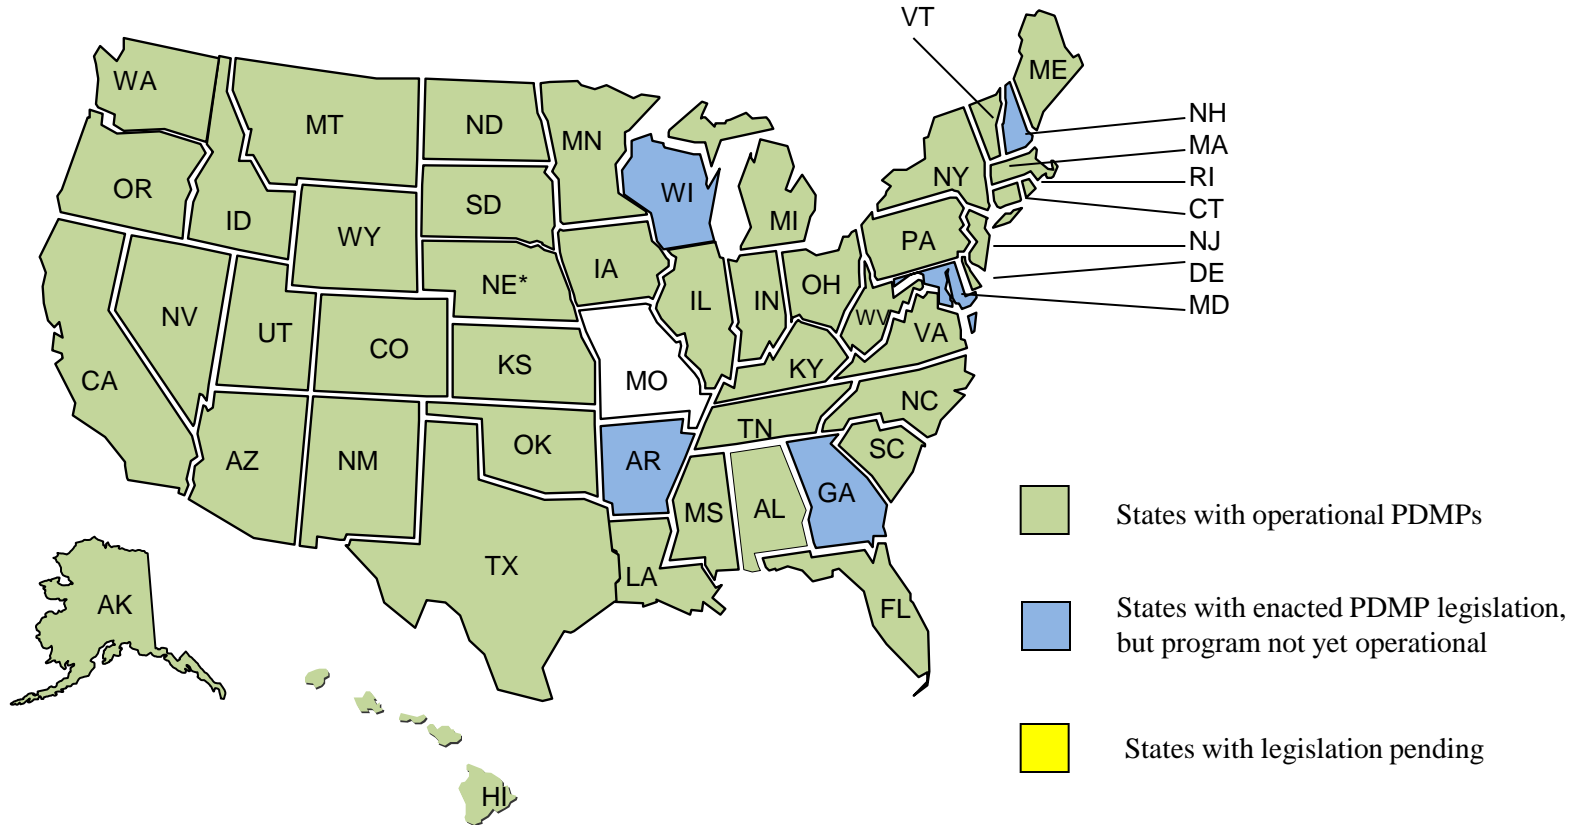 VT
ME
WA
NH
MT
ND
MN
MA
OR
NY
RI
WI
SD
ID
MI
CT
WY
PA
NJ
IA
DE
NE*
OH
IL
IN
MD
NV
WV
UT
VA
CO
KS
KY
CA
MO
NC
TN
SC
OK
AZ
NM
AR
GA
MS
AL
States with operational PDMPs
TX
LA
AK
FL
States with enacted PDMP legislation,
but program not yet operational
States with legislation pending
HI